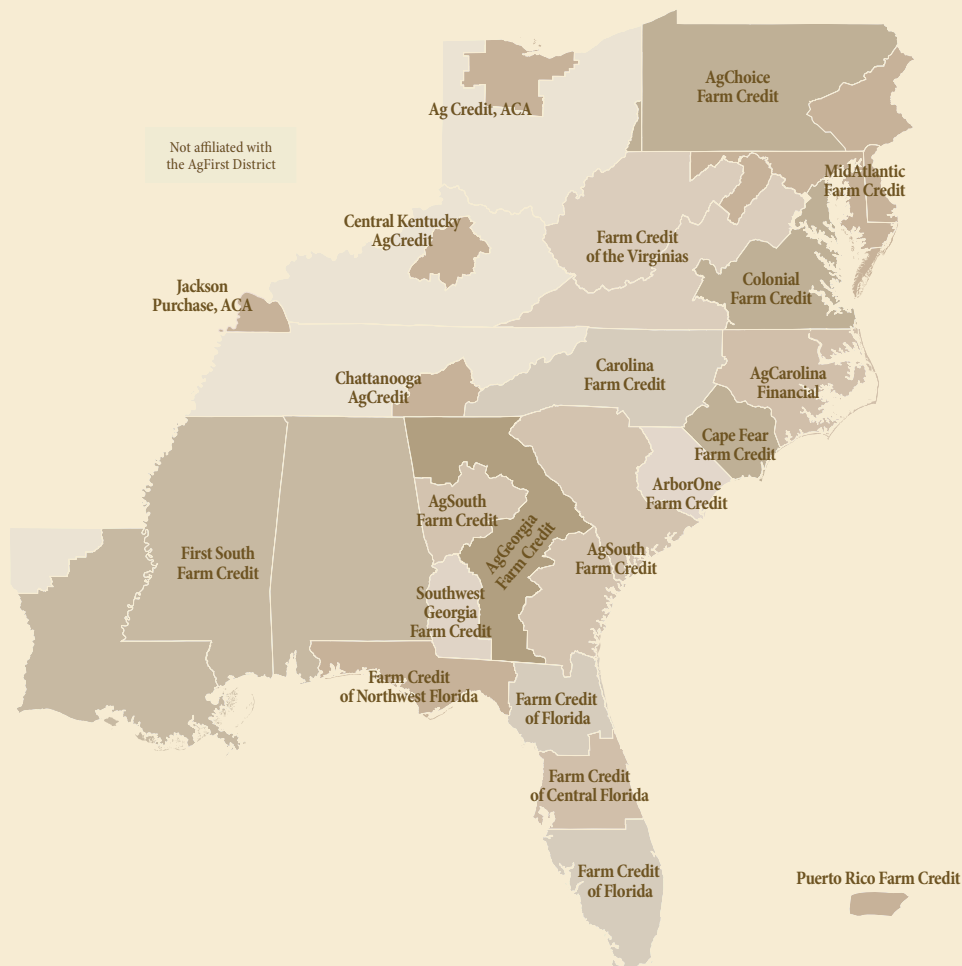 AgChoice
Farm Credit
Ag Credit, ACA
Not affiliated with
the AgFirst District
MidAtlantic
Farm Credit
Central Kentucky
AgCredit
Farm Credit
of the Virginias
Colonial
Farm Credit
Jackson
Purchase, ACA
Carolina
Farm Credit
AgCarolina
Financial
Chattanooga
AgCredit
Cape Fear
Farm Credit
ArborOne
Farm Credit
AgSouth
Farm Credit
AgGeorgia
Farm Credit
AgSouth
Farm Credit
First South
Farm Credit
Southwest
Georgia
Farm Credit
Farm Credit
of Northwest Florida
Farm Credit
of Florida
Farm Credit
of Central Florida
Farm Credit
of Florida
Puerto Rico Farm Credit